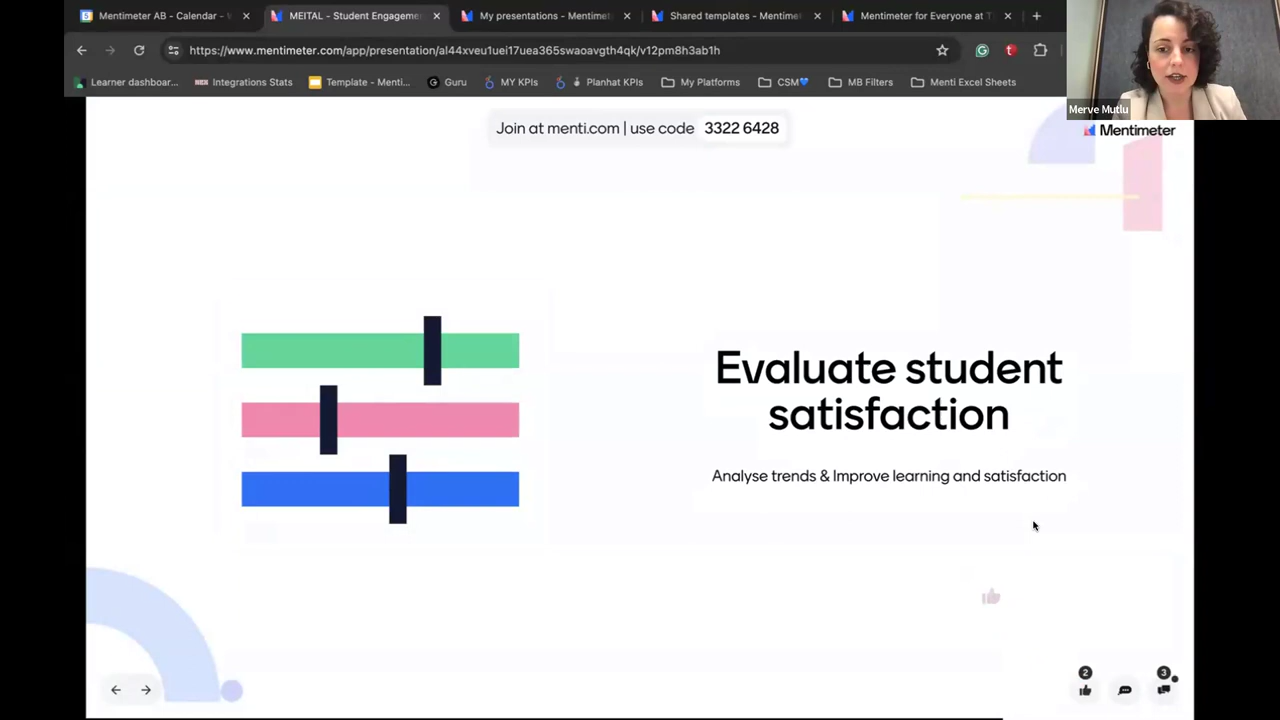 Mentimeter AB - Calendar - W
MEITAL - Student Engageme
My presentations - Mentimet
Shared templates - Mentime
Mentimeter for Everyone at T
https://www.mentimeter.com/app/presentation/al44xveu1uei17uea365swaoavgth4qk/v12pm8h3ab1h
Learner dashboar...
Integrations Stats
Template - Menti...
Guru
MY KPIs
Planhat KPIs
My Platforms
CSM💙
MB Filters
Menti Excel Sheets
Merve Mutlu
Join at menti.com | use code 3322 6428
Mentimeter
Evaluate student
satisfaction
Analyse trends & Improve learning and satisfaction
2
3